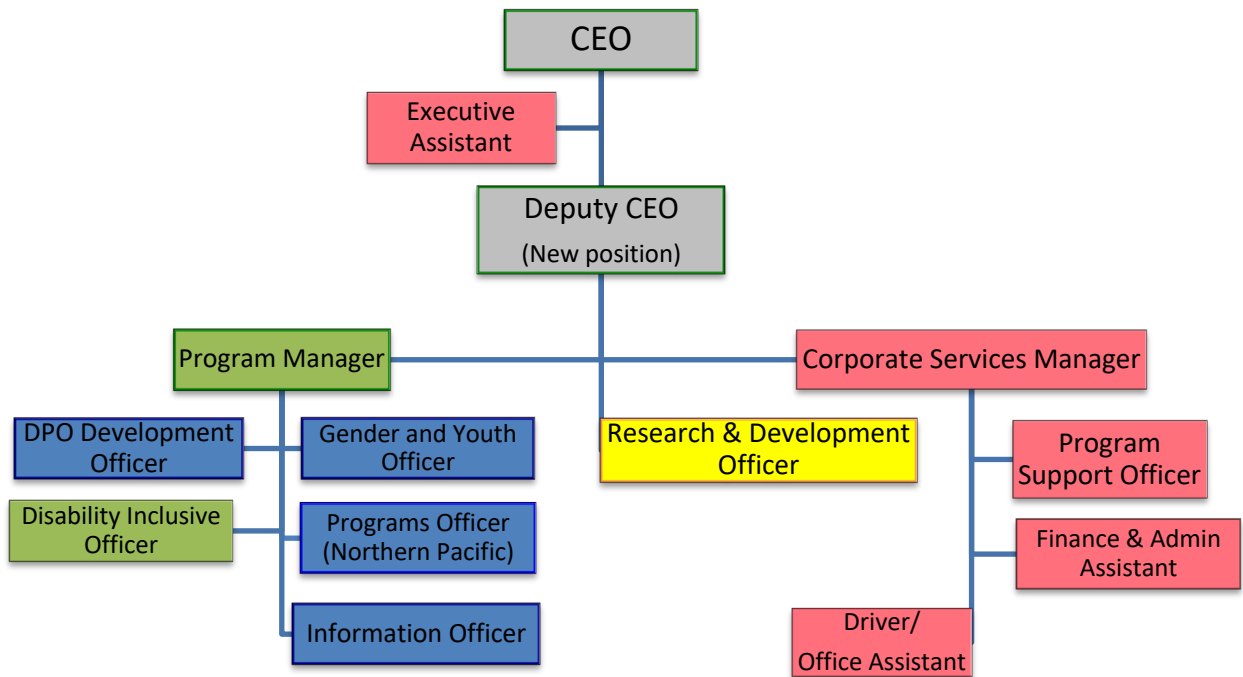 CEO
Executive
Assistant
Deputy CEO
(New position)
Program Manager
Corporate Services Manager
DPO Development
Officer
Gender and Youth
Officer
Research & Development
Officer
Program
Support Officer
Disability Inclusive
Officer
Programs Officer
(Northern Pacific)
Finance & Admin
Assistant
Information Officer
Driver/
Office Assistant